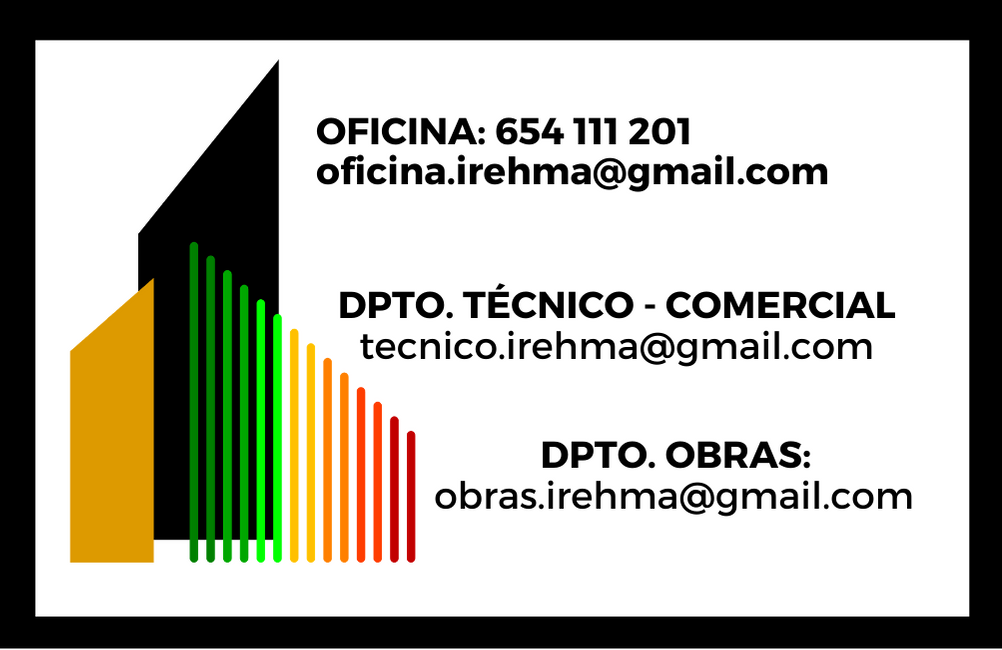 OFICINA: 654 111 201
oficina.irehma@gmail.com
DPTO. TÉCNICO - COMERCIAL
tecnico.irehma@gmail.com
DPTO. OBRAS:
obras.irehma@gmail.com